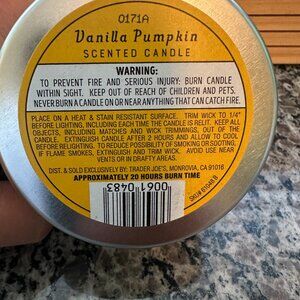 0171A
Vanilla Pumpkin
SCENTED CANDLE
WARNING:
TO PREVENT FIRE AND SERIOUS INJURY: BURN CANDLE
WITHIN SIGHT. KEEP OUT OF REACH OF CHILDREN AND PETS.
NEVER BURN A CANDLE ON OR NEAR ANYTHING THAT CAN CATCH FIRE.
PLACE ON A HEAT & STAIN RESISTANT SURFACE. TRIM WICK TO 1/4"
BEFORE LIGHTING, INCLUDING EACH TIME THE CANDLE IS RELIT. KEEP ALL
OBJECTS, INCLUDING MATCHES AND WICK TRIMMINGS, OUT OF THE
CANDLE. EXTINGUISH CANDLE AFTER 2 HOURS AND ALLOW TO COOL
BEFORE RELIGHTING. TO REDUCE POSSIBILITY OF SMOKING OR SOOTING,
IF FLAME SMOKES, EXTINGUISH AND TRIM WICK. AVOID USE NEAR
VENTS OR IN DRAFTY AREAS.
DIST. & SOLD EXCLUSIVELY BY: TRADER JOE'S, MONROVIA, CA 91016
APPROXIMATELY 20 HOURS BURN TIME
0061 0483